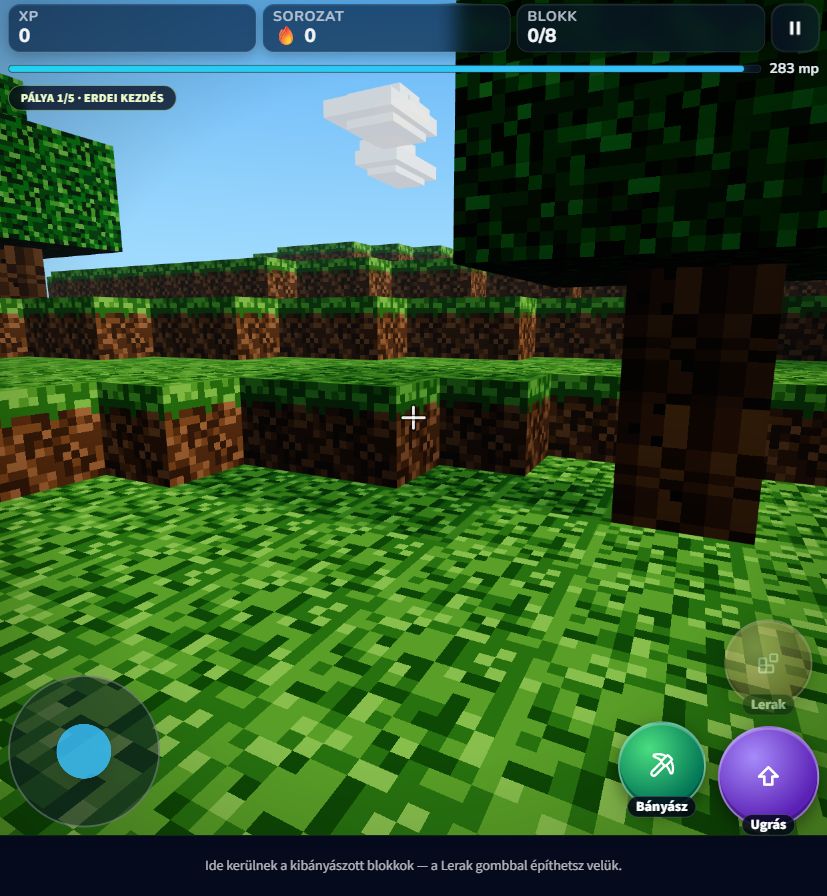 XP
0
SOROZAT
🔥 0
BLOKK
0/8
283 mp
PÁLYA 1/5 · ERDEI KEZDÉS
Lerak
Bányász
Ugrás
Ide kerülnek a kibányászott blokkok — a Lerak gombbal építhetsz velük.